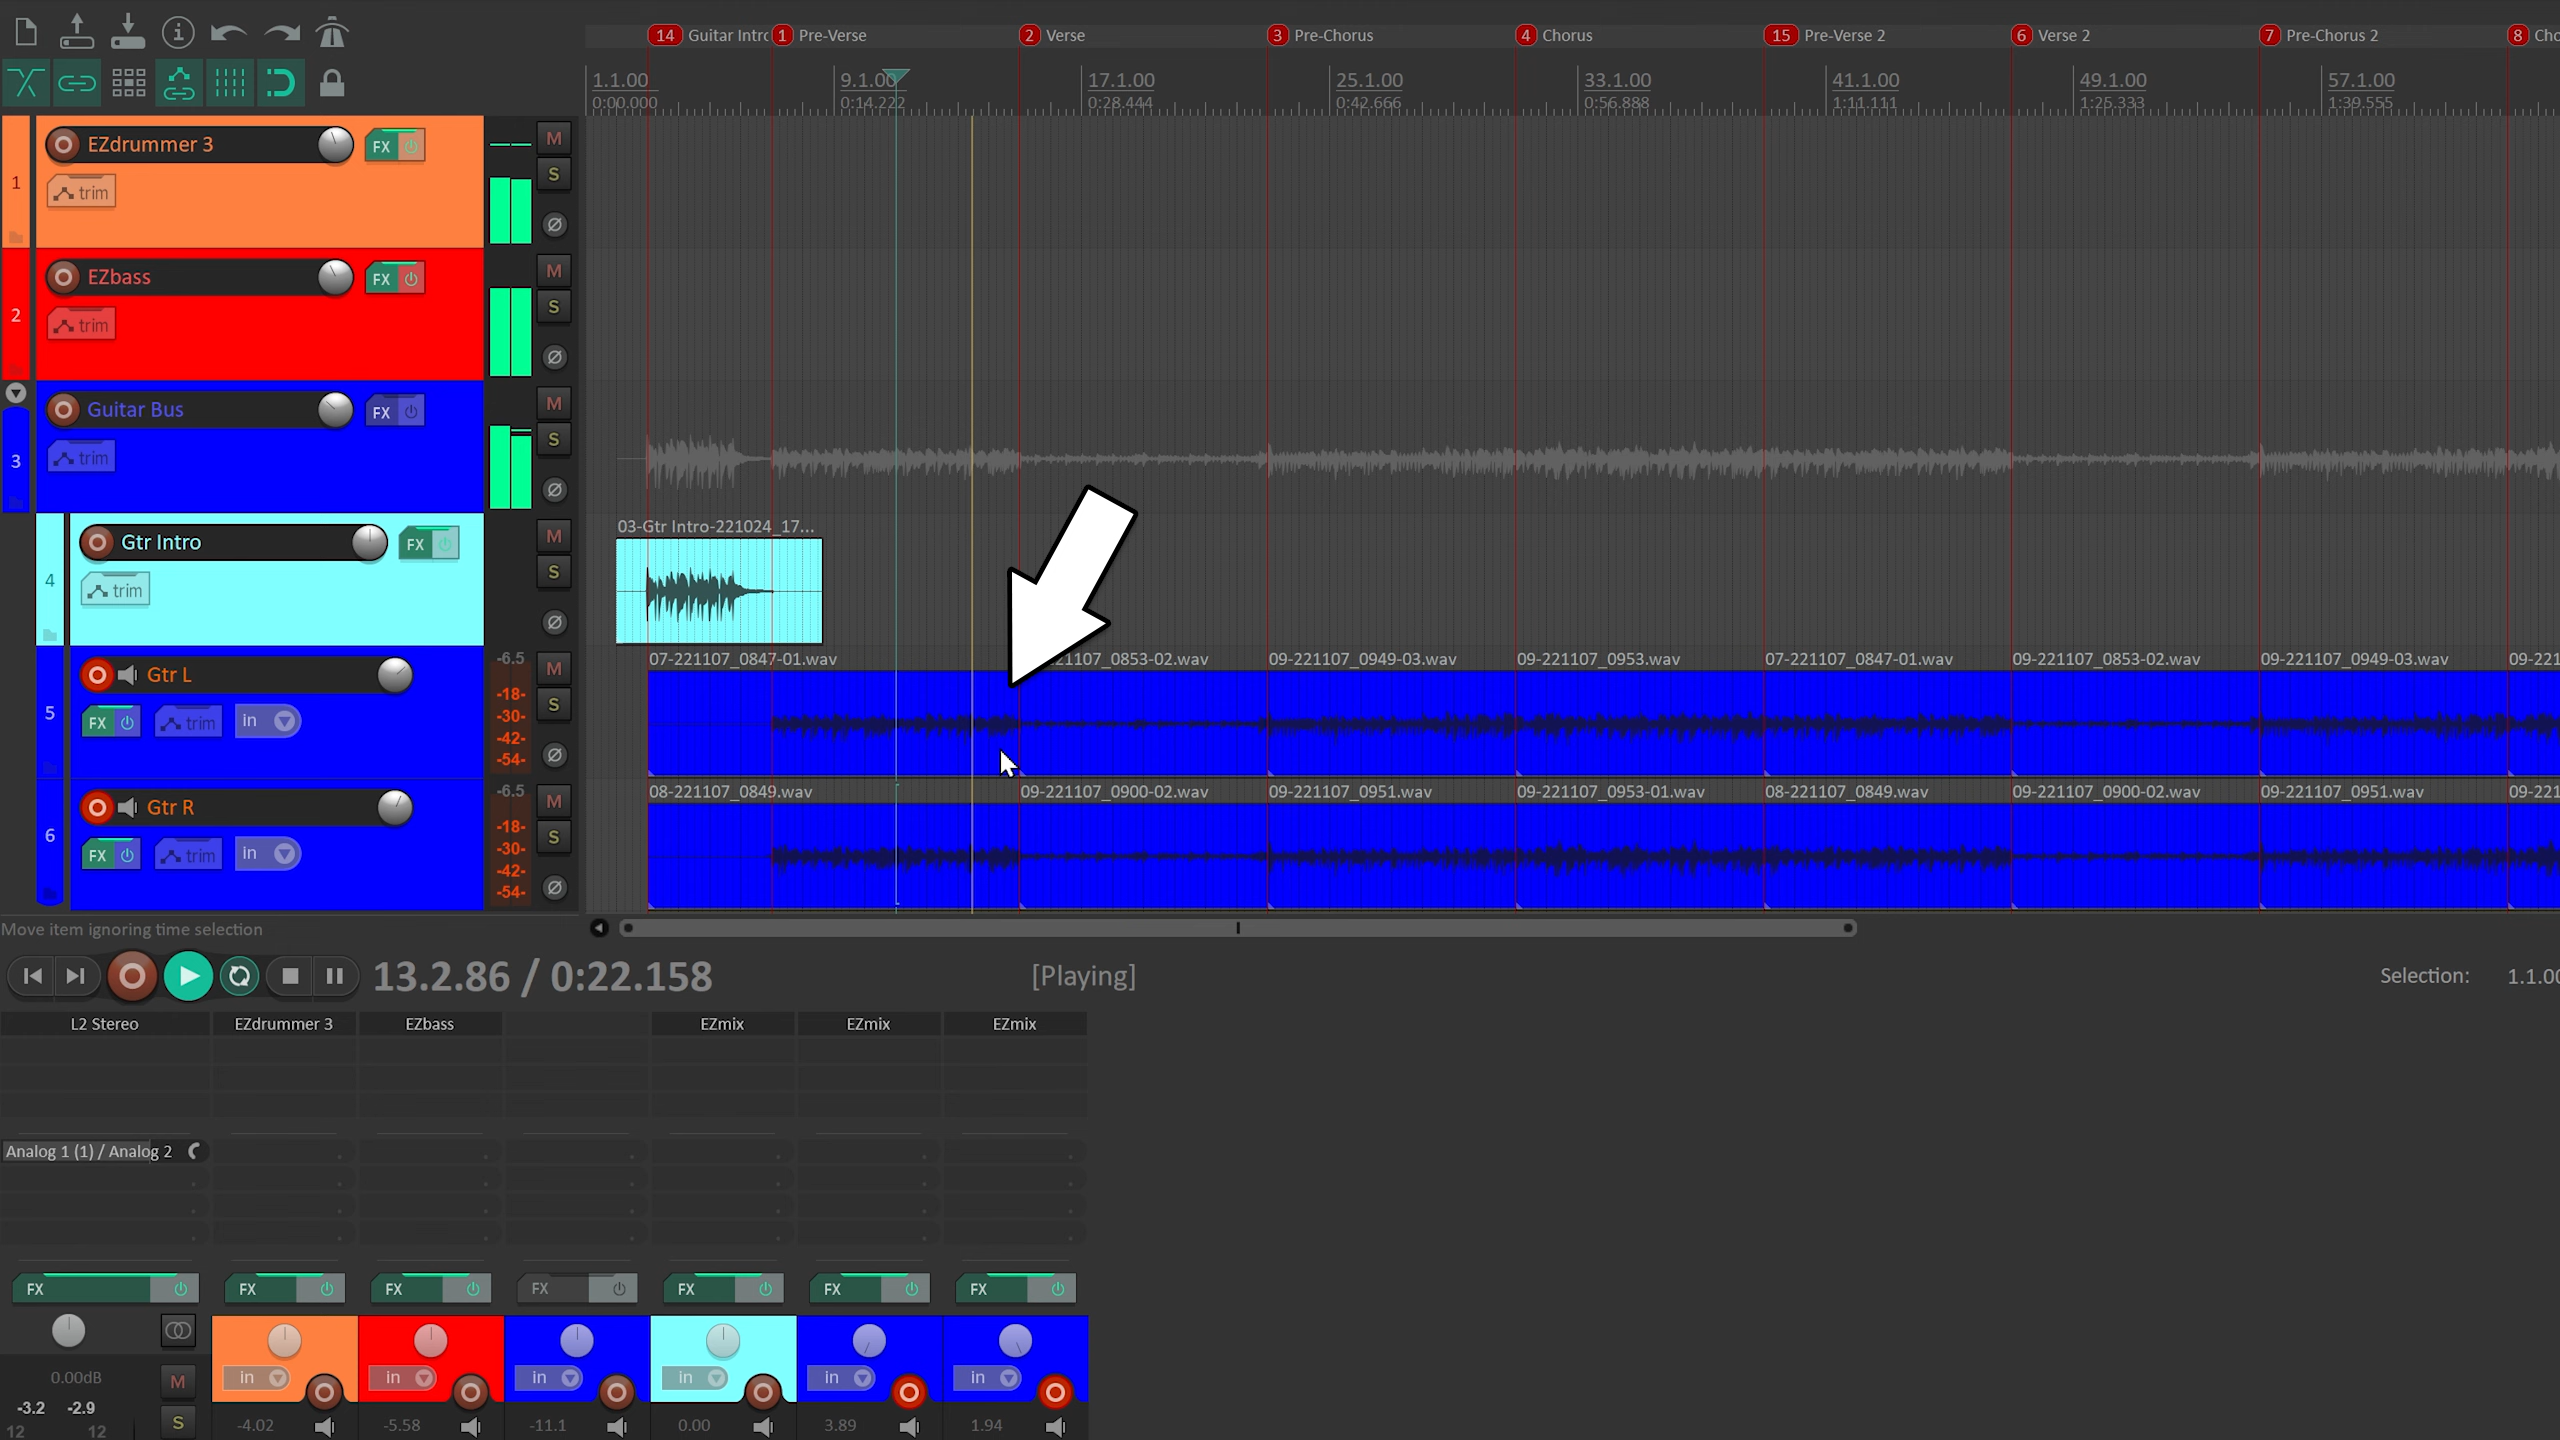 14 Guitar Intro 1 Pre-Verse 2 Verse 3 Pre-Chorus 4 Chorus 15 Pre-Verse 2 6 Verse 2 7 Pre-Chorus 2 8 Cho
1.1.00 9.1.00 17.1.00 25.1.00 33.1.00 41.1.00 49.1.00 57.1.00
0:00.000 0:14.222 0:28.444 0:42.666 0:56.888 1:11.111 1:25.333 1:39.555
1 EZdrummer 3 FX M
trim S
Ø
2 EZbass FX M
trim S
Ø
3 Guitar Bus FX M
trim S
Ø
03-Gtr Intro-221024_17...
4 Gtr Intro FX M
trim S
Ø
07-221107_0847-01.wav 21107_0853-02.wav 09-221107_0949-03.wav 09-221107_0953.wav 07-221107_0847-01.wav 09-221107_0853-02.wav 09-221107_0949-03.wav 09-221
5 Gtr L -6.5 M
FX trim in -18- -30- -42- -54- S
Ø
08-221107_0849.wav 09-221107_0900-02.wav 09-221107_0951.wav 09-221107_0953-01.wav 08-221107_0849.wav 09-221107_0900-02.wav 09-221107_0951.wav 09-221
6 Gtr R -6.5 M
FX trim in -18- -30- -42- -54- S
Ø
Move item ignoring time selection
13.2.86 / 0:22.158 [Playing] Selection: 1.1.00
L2 Stereo EZdrummer 3 EZbass EZmix EZmix EZmix
Analog 1 (1) / Analog 2
FX FX FX FX FX FX FX
0.00dB M in in in in in in
-3.2 -2.9
12 12 S -4.02 -5.58 -11.1 0.00 3.89 1.94